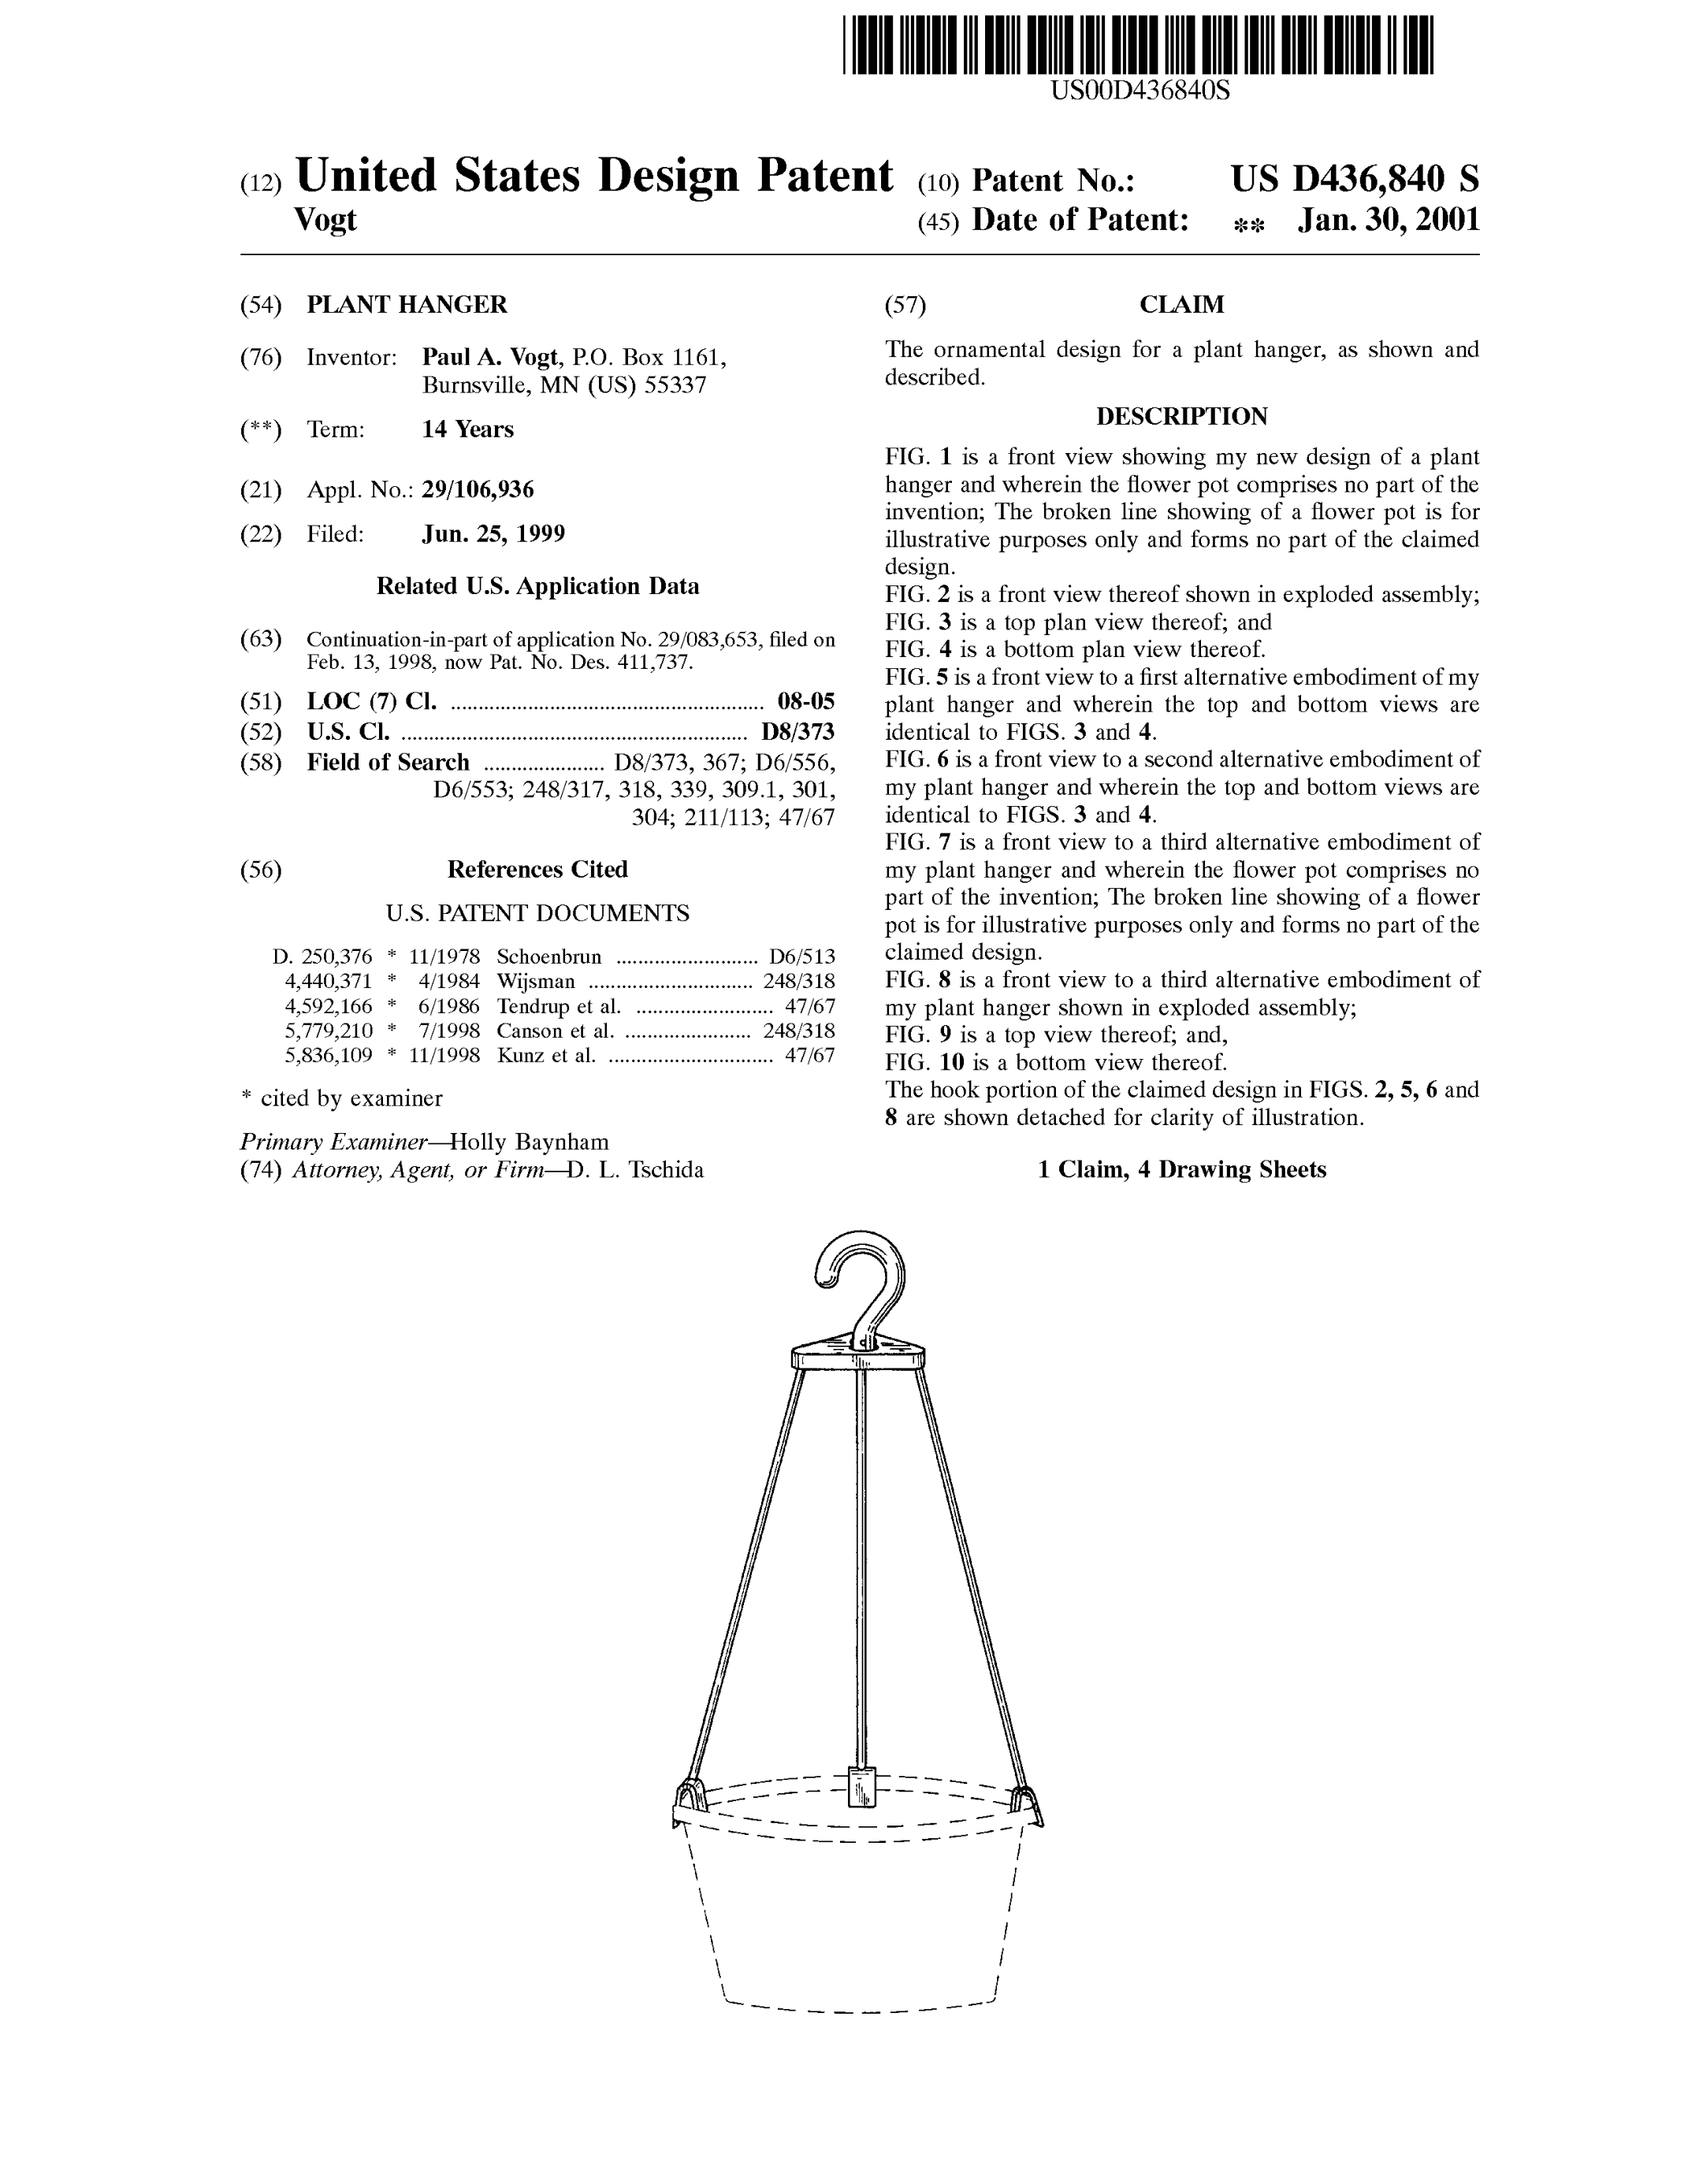 US00D436840S
(12) United States Design Patent
Vogt
(10) Patent No.: US D436,840 S
(45) Date of Patent: ** Jan. 30, 2001
(54) PLANT HANGER
(76) Inventor: Paul A. Vogt, P.O. Box 1161,
Burnsville, MN (US) 55337
(**) Term: 14 Years
(21) Appl. No.: 29/106,936
(22) Filed: Jun. 25, 1999
Related U.S. Application Data
(63) Continuation-in-part of application No. 29/083,653, filed on
Feb. 13, 1998, now Pat. No. Des. 411,737.
(51) LOC (7) Cl. ......................................................... 08-05
(52) U.S. Cl. ............................................................... D8/373
(58) Field of Search ...................... D8/373, 367; D6/556,
D6/553; 248/317, 318, 339, 309.1, 301,
304; 211/113; 47/67
(56) References Cited
U.S. PATENT DOCUMENTS
D. 250,376 * 11/1978 Schoenbrun .......................... D6/513
4,440,371 * 4/1984 Wijsman .............................. 248/318
4,592,166 * 6/1986 Tendrup et al. ......................... 47/67
5,779,210 * 7/1998 Canson et al. ....................... 248/318
5,836,109 * 11/1998 Kunz et al. .............................. 47/67
* cited by examiner
Primary Examiner—Holly Baynham
(74) Attorney, Agent, or Firm—D. L. Tschida
(57) CLAIM
The ornamental design for a plant hanger, as shown and
described.
DESCRIPTION
FIG. 1 is a front view showing my new design of a plant
hanger and wherein the flower pot comprises no part of the
invention; The broken line showing of a flower pot is for
illustrative purposes only and forms no part of the claimed
design.
FIG. 2 is a front view thereof shown in exploded assembly;
FIG. 3 is a top plan view thereof; and
FIG. 4 is a bottom plan view thereof.
FIG. 5 is a front view to a first alternative embodiment of my
plant hanger and wherein the top and bottom views are
identical to FIGS. 3 and 4.
FIG. 6 is a front view to a second alternative embodiment of
my plant hanger and wherein the top and bottom views are
identical to FIGS. 3 and 4.
FIG. 7 is a front view to a third alternative embodiment of
my plant hanger and wherein the flower pot comprises no
part of the invention; The broken line showing of a flower
pot is for illustrative purposes only and forms no part of the
claimed design.
FIG. 8 is a front view to a third alternative embodiment of
my plant hanger shown in exploded assembly;
FIG. 9 is a top view thereof; and,
FIG. 10 is a bottom view thereof.
The hook portion of the claimed design in FIGS. 2, 5, 6 and
8 are shown detached for clarity of illustration.
1 Claim, 4 Drawing Sheets